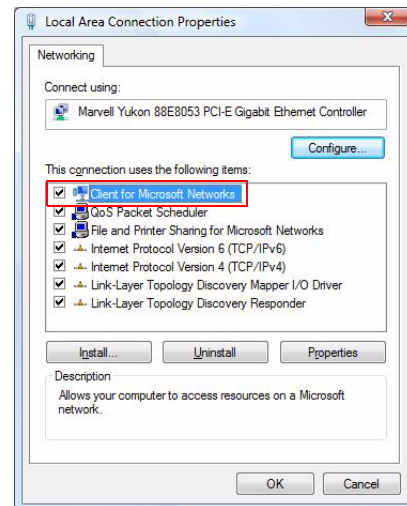 Local Area Connection Properties
Networking
Connect using:
Marvell Yukon 88E8053 PCI-E Gigabit Ethernet Controller
Configure...
This connection uses the following items:
Client for Microsoft Networks
QoS Packet Scheduler
File and Printer Sharing for Microsoft Networks
Internet Protocol Version 6 (TCP/IPv6)
Internet Protocol Version 4 (TCP/IPv4)
Link-Layer Topology Discovery Mapper I/O Driver
Link-Layer Topology Discovery Responder
Install... Uninstall Properties
Description
Allows your computer to access resources on a Microsoft
network.
OK Cancel